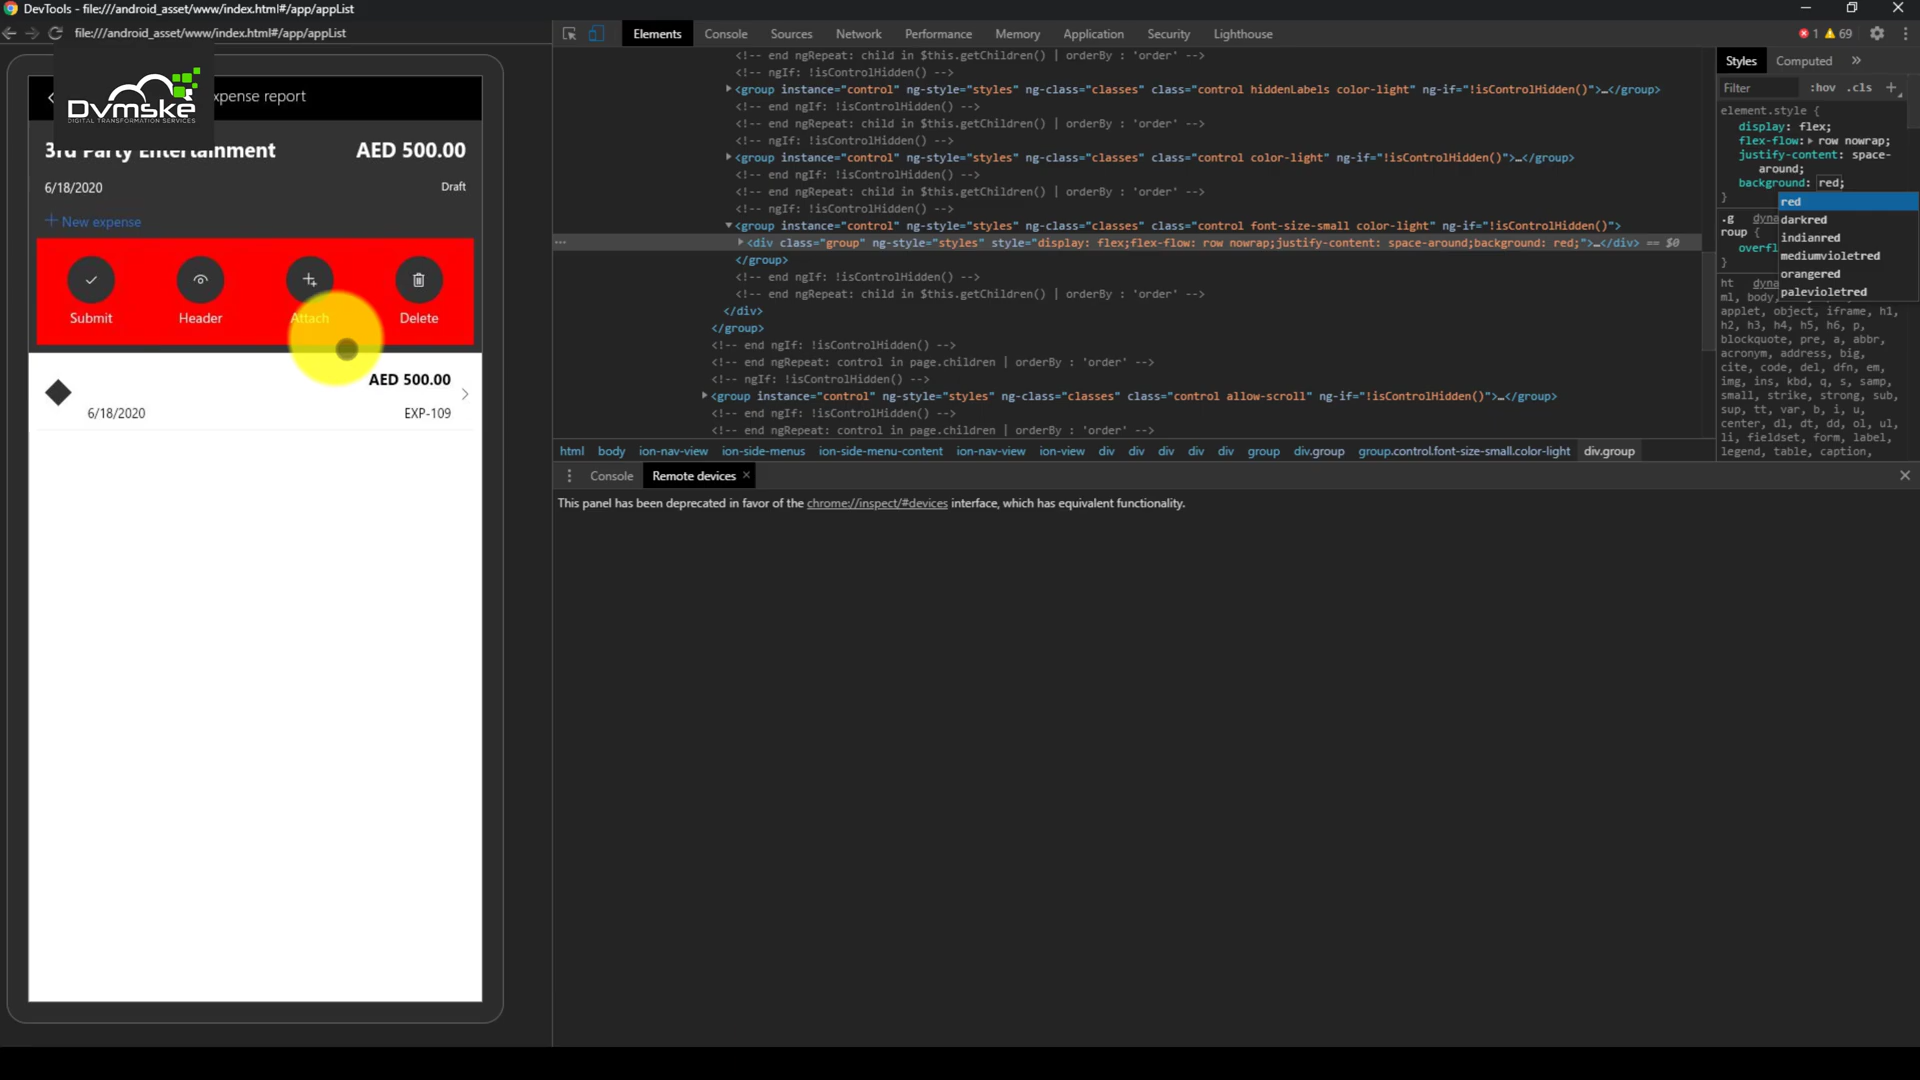 DevTools - file:///android_asset/www/index.html#/app/appList
file:///android_asset/www/index.html#/app/appList
Dvmske
DIGITAL TRANSFORMATION SERVICES
xpense report
3rd Party Entertainment AED 500.00
6/18/2020 Draft
New expense
Submit Header Attach Delete
AED 500.00
6/18/2020 EXP-109
Elements Console Sources Network Performance Memory Application Security Lighthouse 1 69
<!-- end ngRepeat: child in $this.getChildren() | orderBy : 'order' -->
<!-- ngIf: !isControlHidden() -->
<group instance="control" ng-style="styles" ng-class="classes" class="control hiddenLabels color-light" ng-if="!isControlHidden()">…</group>
<!-- end ngIf: !isControlHidden() -->
<!-- end ngRepeat: child in $this.getChildren() | orderBy : 'order' -->
<!-- ngIf: !isControlHidden() -->
<group instance="control" ng-style="styles" ng-class="classes" class="control color-light" ng-if="!isControlHidden()">…</group>
<!-- end ngIf: !isControlHidden() -->
<!-- end ngRepeat: child in $this.getChildren() | orderBy : 'order' -->
<!-- ngIf: !isControlHidden() -->
<group instance="control" ng-style="styles" ng-class="classes" class="control font-size-small color-light" ng-if="!isControlHidden()">
… <div class="group" ng-style="styles" style="display: flex;flex-flow: row nowrap;justify-content: space-around;background: red;">…</div> == $0
</group>
<!-- end ngIf: !isControlHidden() -->
<!-- end ngRepeat: child in $this.getChildren() | orderBy : 'order' -->
</div>
</group>
<!-- end ngIf: !isControlHidden() -->
<!-- end ngRepeat: control in page.children | orderBy : 'order' -->
<!-- ngIf: !isControlHidden() -->
<group instance="control" ng-style="styles" ng-class="classes" class="control allow-scroll" ng-if="!isControlHidden()">…</group>
<!-- end ngIf: !isControlHidden() -->
<!-- end ngRepeat: control in page.children | orderBy : 'order' -->
html body ion-nav-view ion-side-menus ion-side-menu-content ion-nav-view ion-view div div div div div group div.group group.control.font-size-small.color-light div.group
Console Remote devices
This panel has been deprecated in favor of the chrome://inspect/#devices interface, which has equivalent functionality.
Styles Computed »
Filter :hov .cls +
element.style {
display: flex;
flex-flow: row nowrap;
justify-content: space-
around;
background: red;
}
red
.g dyna
darkred
roup {
indianred
overfl
mediumvioletred
}
orangered
ht dyna
palevioletred
ml, body,
applet, object, iframe, h1,
h2, h3, h4, h5, h6, p,
blockquote, pre, a, abbr,
acronym, address, big,
cite, code, del, dfn, em,
img, ins, kbd, q, s, samp,
small, strike, strong, sub,
sup, tt, var, b, i, u,
center, dl, dt, dd, ol, ul,
li, fieldset, form, label,
legend, table, caption,